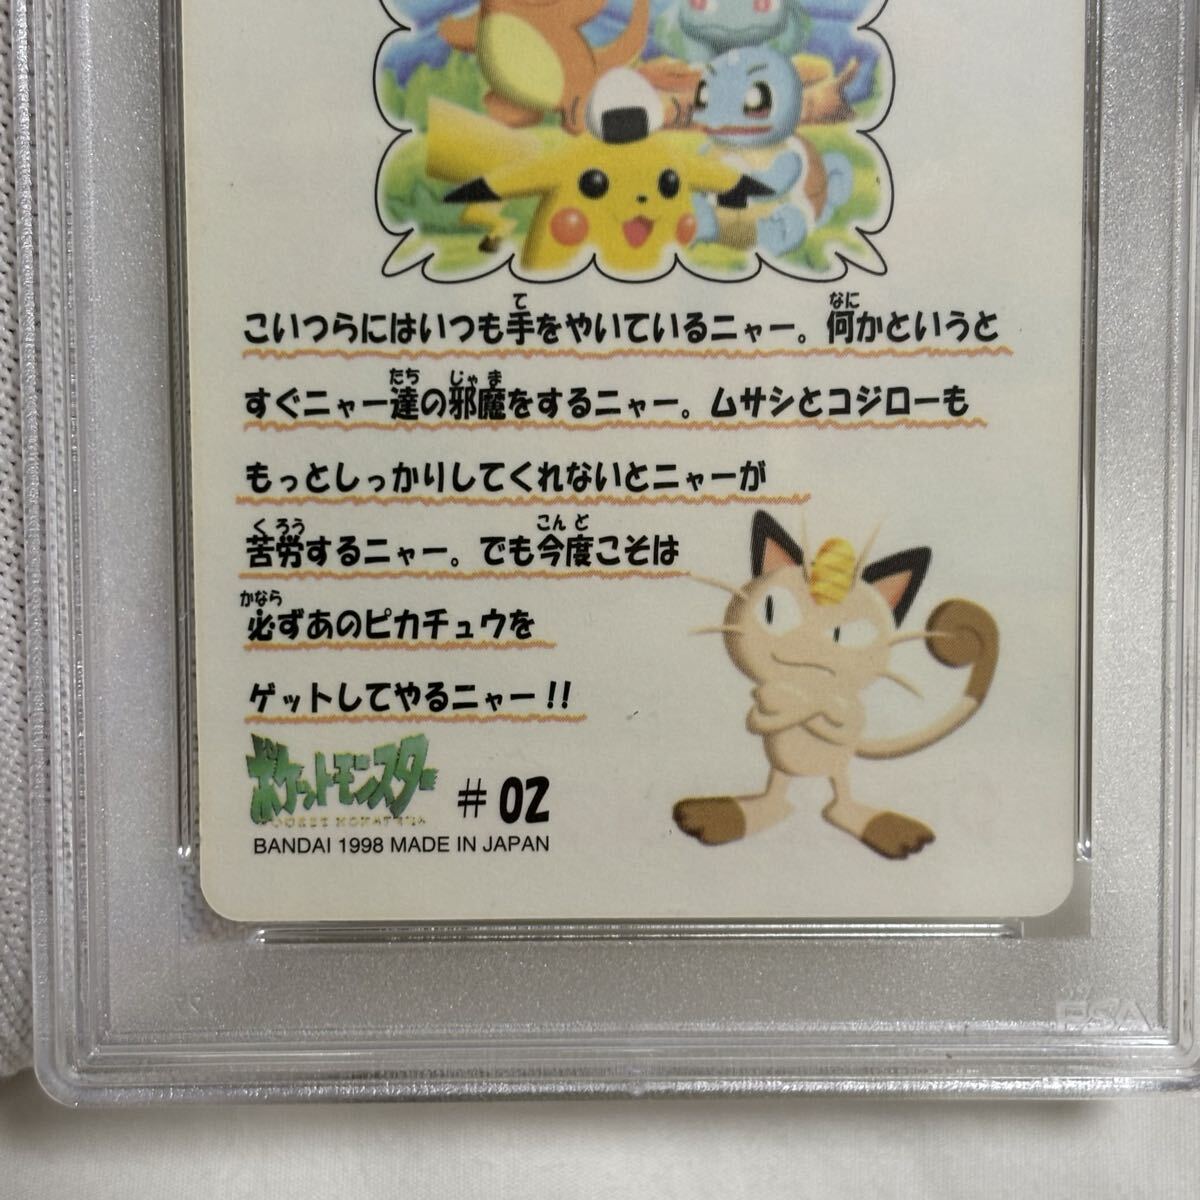 こいつらにはいつも手をやいているニャー。何かというと
すぐニャー達の邪魔をするニャー。ムサシとコジローも
もっとしっかりしてくれないとニャーが
苦労するニャー。でも今度こそは
必ずあのピカチュウを
ゲットしてやるニャー!!
ポケットモンスター
#02
BANDAI 1998 MADE IN JAPAN
PSA